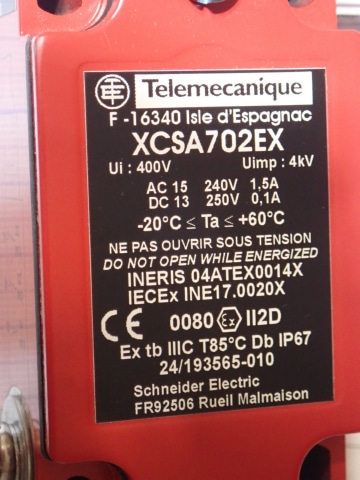 Telemecanique
F -16340 Isle d'Espagnac
XCSA702EX
Ui : 400V Uimp : 4kV
AC 15 240V 1,5A
DC 13 250V 0,1A
-20°C ≤ Ta ≤ +60°C
NE PAS OUVRIR SOUS TENSION
DO NOT OPEN WHILE ENERGIZED
INERIS 04ATEX0014X
IECEx INE17.0020X
CE 0080 Ex II2D
Ex tb IIIC T85°C Db IP67
24/193565-010
Schneider Electric
FR92506 Rueil Malmaison